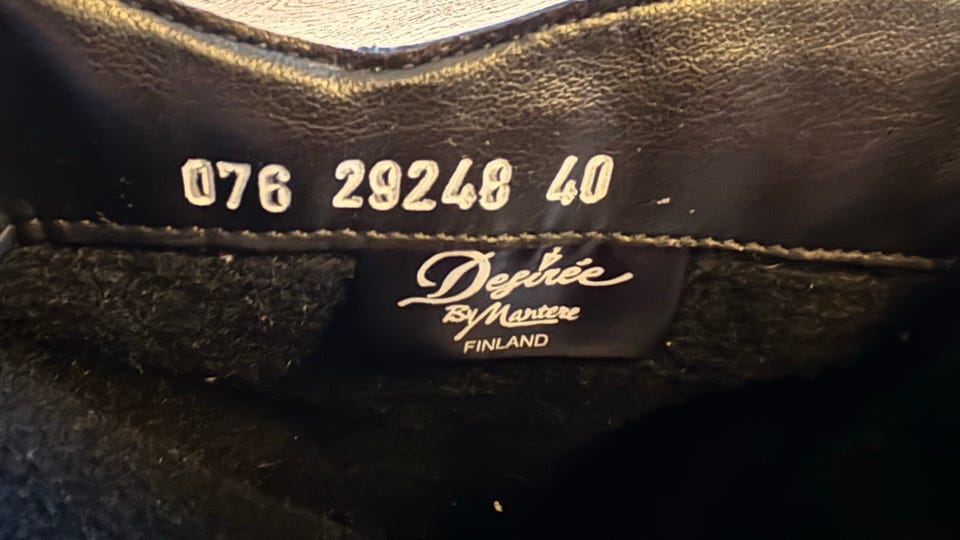 076 29248 40
Desirée
By Mantere
FINLAND